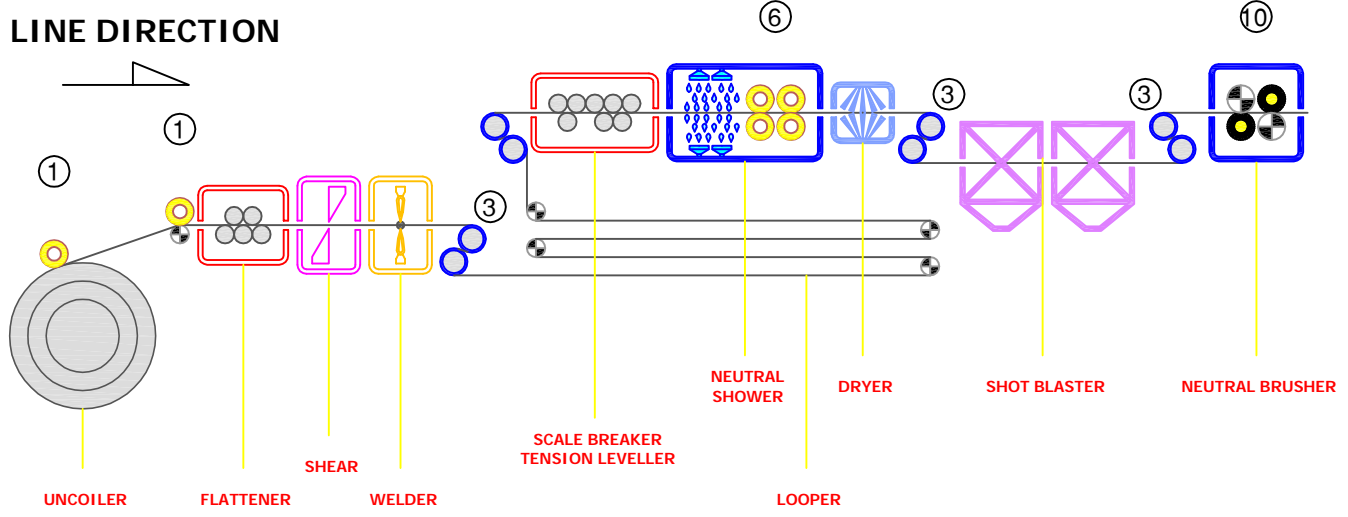 LINE DIRECTION
6
10
1
1
3
3
3
NEUTRAL
SHOWER
DRYER
SHOT BLASTER
NEUTRAL BRUSHER
SCALE BREAKER
TENSION LEVELLER
SHEAR
UNCOILER
FLATTENER
WELDER
LOOPER